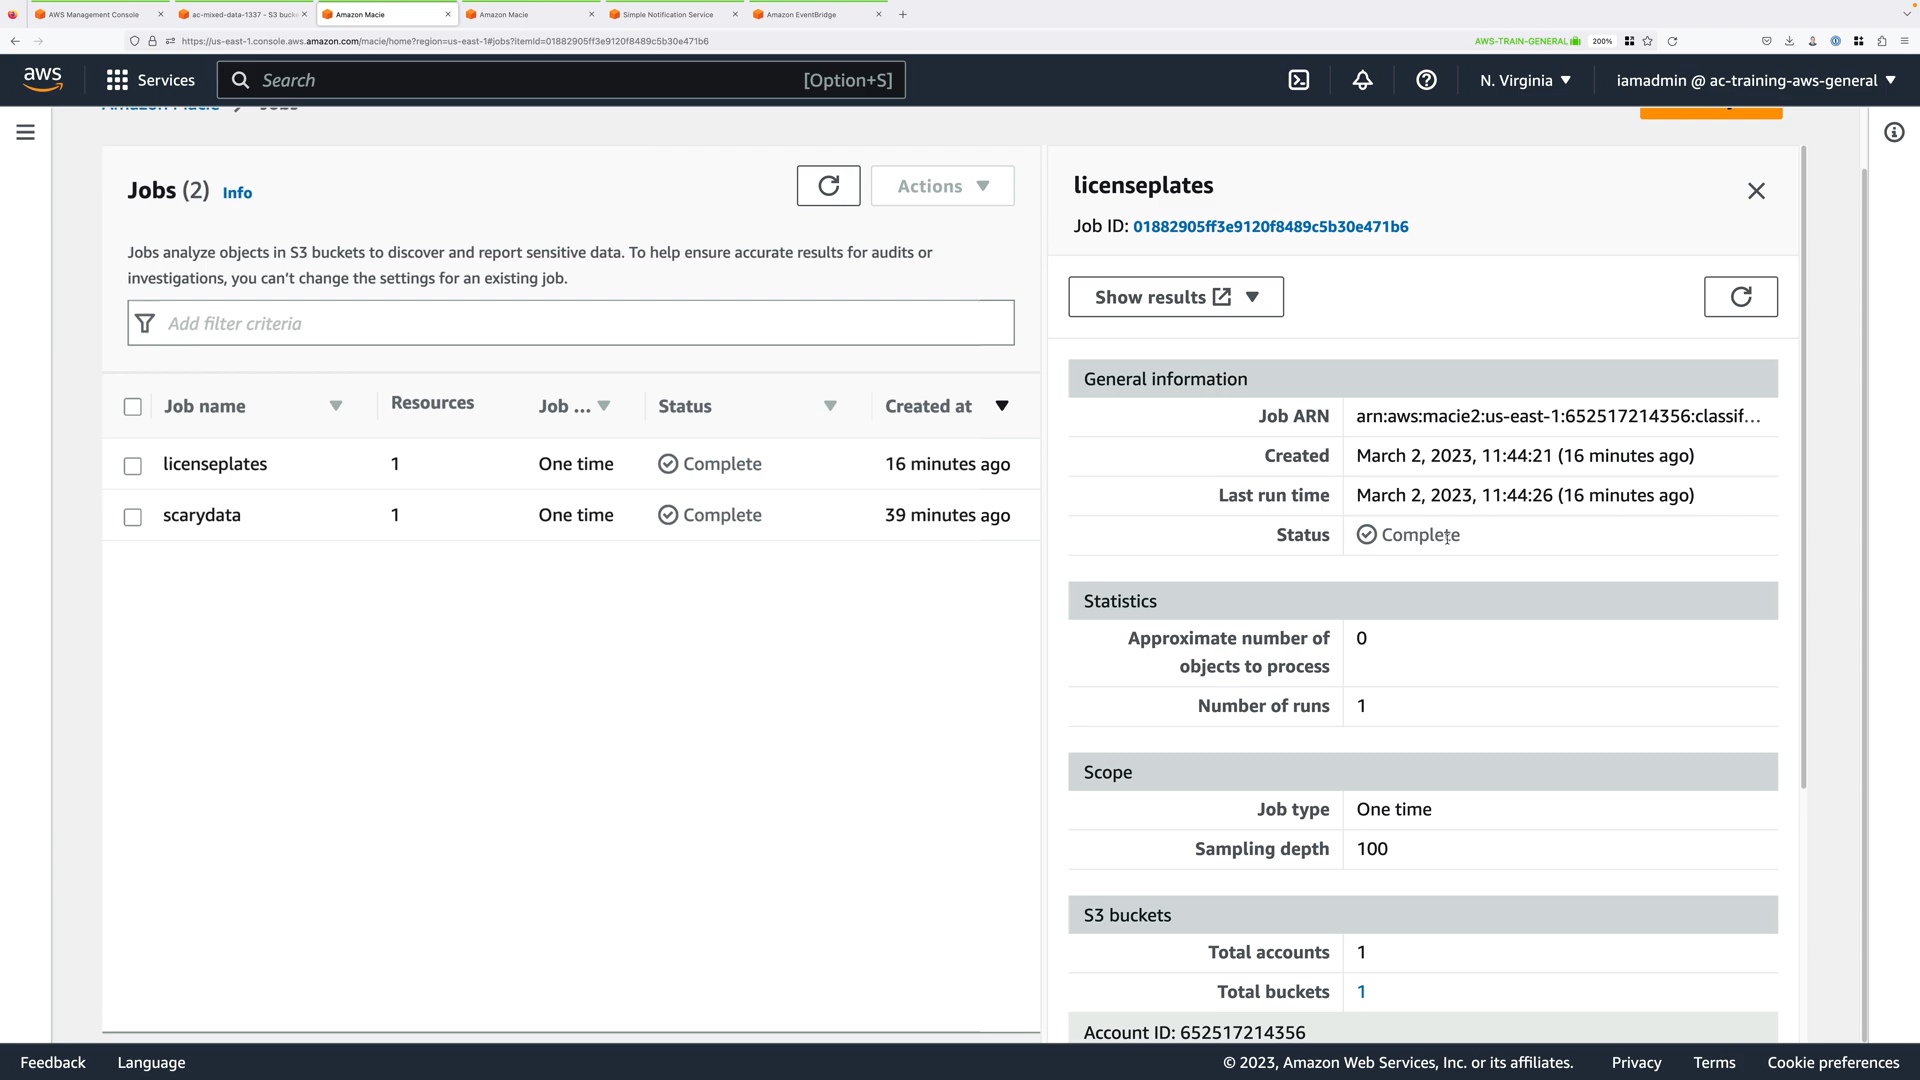 AWS Management Console
ac-mixed-data-1337 - S3 bucke
Amazon Macie
Amazon Macie
Simple Notification Service
Amazon EventBridge
https://us-east-1.console.aws.amazon.com/macie/home?region=us-east-1#jobs?itemId=01882905ff3e9120f8489c5b30e471b6
AWS-TRAIN-GENERAL
200%
aws
Services
Search
[Option+S]
N. Virginia
iamadmin @ ac-training-aws-general
Jobs (2) Info
Actions
Jobs analyze objects in S3 buckets to discover and report sensitive data. To help ensure accurate results for audits or
investigations, you can't change the settings for an existing job.
Add filter criteria
Job name Resources Job ... Status Created at
licenseplates 1 One time Complete 16 minutes ago
scarydata 1 One time Complete 39 minutes ago
licenseplates
Job ID: 01882905ff3e9120f8489c5b30e471b6
Show results
General information
Job ARN arn:aws:macie2:us-east-1:652517214356:classif...
Created March 2, 2023, 11:44:21 (16 minutes ago)
Last run time March 2, 2023, 11:44:26 (16 minutes ago)
Status Complete
Statistics
Approximate number of 0
objects to process
Number of runs 1
Scope
Job type One time
Sampling depth 100
S3 buckets
Total accounts 1
Total buckets 1
Account ID: 652517214356
Feedback Language
© 2023, Amazon Web Services, Inc. or its affiliates. Privacy Terms Cookie preferences